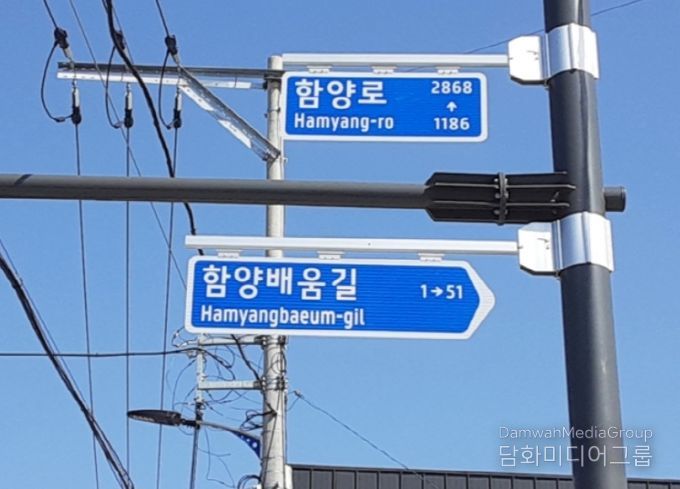 함양로 2868
↑
Hamyang-ro 1186
함양배움길 1→51
Hamyangbaeum-gil
DamwahMediaGroup
담화미디어그룹